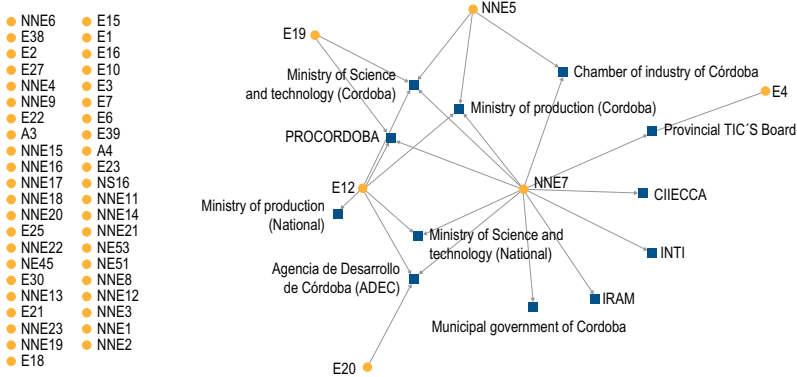 NNE6
E38
E2
E27
NNE4
NNE9
E22
A3
NNE15
NNE16
NNE17
NNE18
NNE20
E25
NNE22
NE45
E30
NNE13
E21
NNE23
NNE19
E18
E15
E1
E16
E10
E3
E7
E6
E39
A4
E23
NS16
NNE11
NNE14
NNE21
NE53
NE51
NNE8
NNE12
NNE3
NNE1
NNE2
NNE5
E19
Ministry of Science
and technology (Cordoba)
Chamber of industry of Córdoba
E4
Ministry of production (Cordoba)
PROCORDOBA
Provincial TIC´S Board
E12
NNE7
CIIECCA
Ministry of production
(National)
Ministry of Science and
technology (National)
INTI
Agencia de Desarrollo
de Córdoba (ADEC)
IRAM
Municipal government of Cordoba
E20